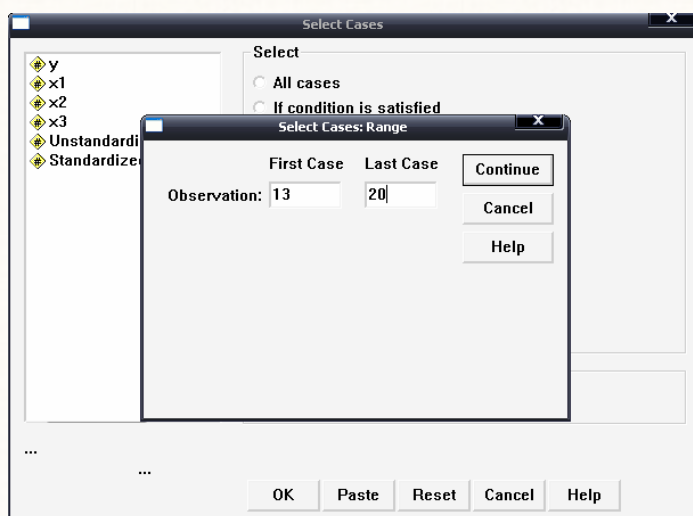 Select Cases
X
y
x1
x2
x3
Unstandardi
Standardize
Select
All cases
If condition is satisfied
Select Cases: Range
X
First Case Last Case
Observation: 13 20
Continue
Cancel
Help
...
...
OK Paste Reset Cancel Help